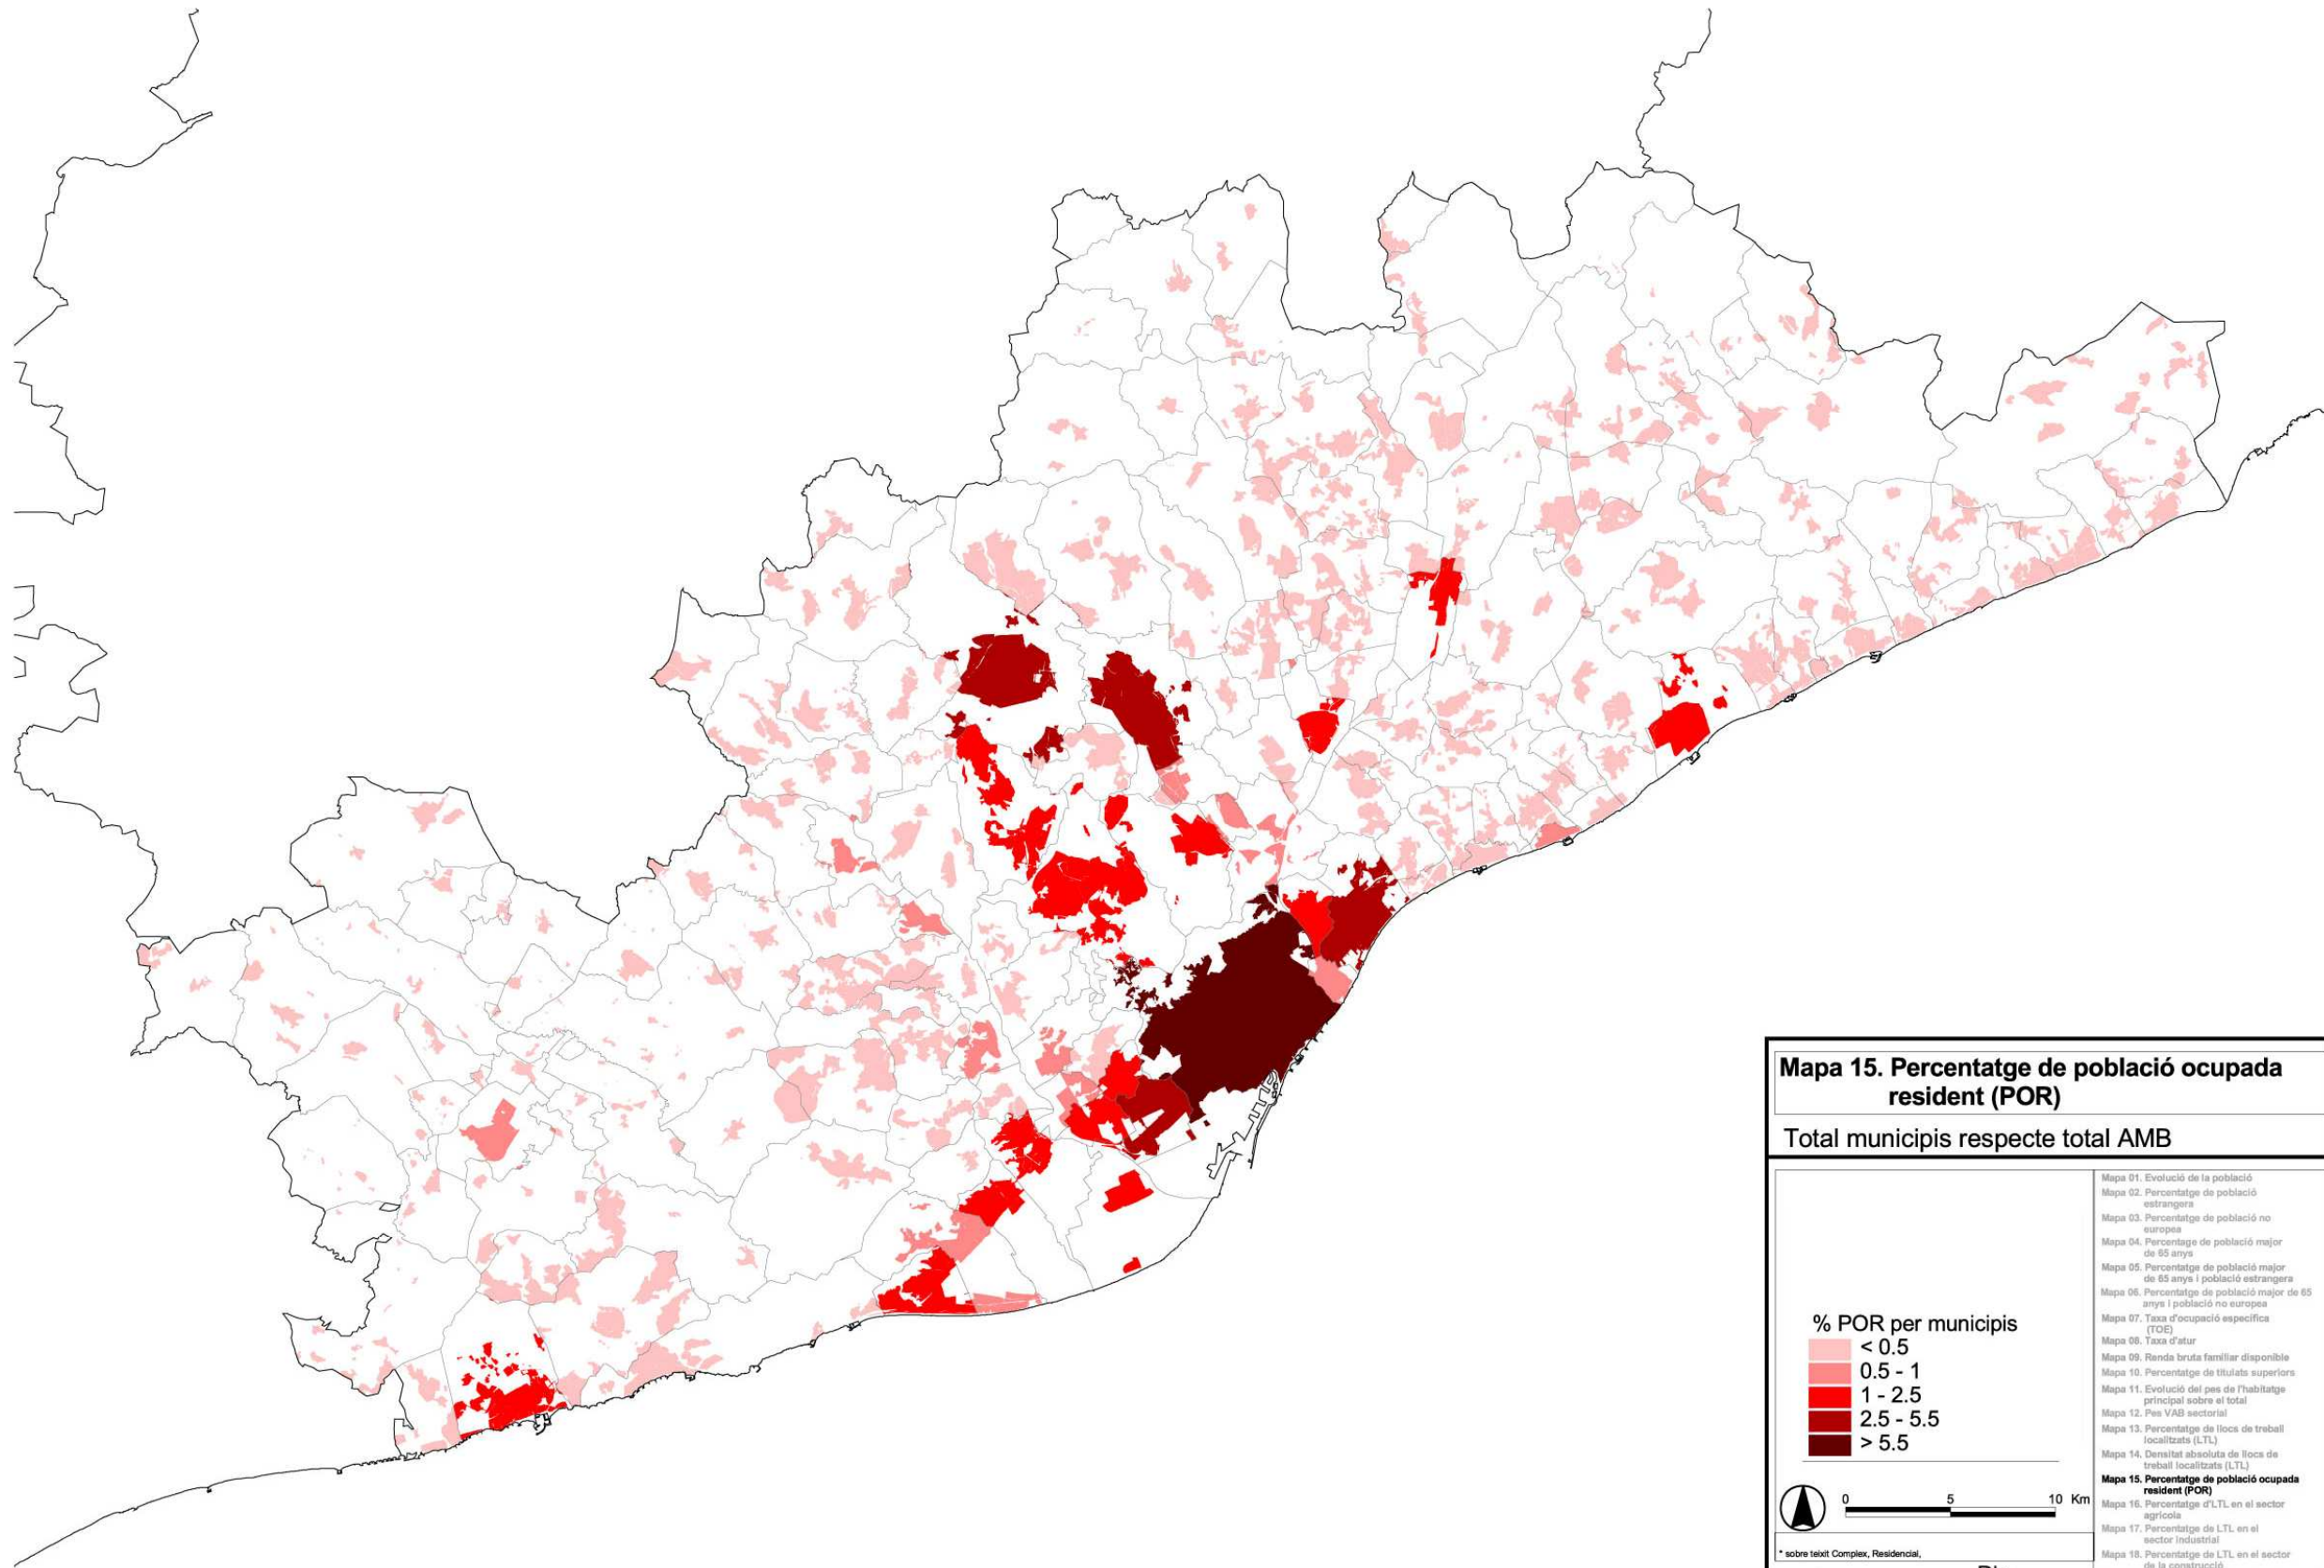 Mapa 15. Percentatge de població ocupada
resident (POR)
Total municipis respecte total AMB
% POR per municipis
< 0.5
0.5 - 1
1 - 2.5
2.5 - 5.5
> 5.5
0 5 10 Km
* sobre teixit Complex, Residencial,
Mapa 01. Evolució de la població
Mapa 02. Percentatge de població
estrangera
Mapa 03. Percentatge de població no
europea
Mapa 04. Percentage de població major
de 65 anys
Mapa 05. Percentatge de població major
de 65 anys i població estrangera
Mapa 06. Percentatge de població major de 65
anys i població no europea
Mapa 07. Taxa d'ocupació específica
(TOE)
Mapa 08. Taxa d'atur
Mapa 09. Renda bruta familiar disponible
Mapa 10. Percentatge de titulats superiors
Mapa 11. Evolució del pes de l'habitatge
principal sobre el total
Mapa 12. Pes VAB sectorial
Mapa 13. Percentatge de llocs de treball
localitzats (LTL)
Mapa 14. Densitat absoluta de llocs de
treball localitzats (LTL)
Mapa 15. Percentatge de població ocupada
resident (POR)
Mapa 16. Percentatge d'LTL en el sector
agrícola
Mapa 17. Percentatge de LTL en el
sector industrial
Mapa 18. Percentatge de LTL en el sector
de la construcció